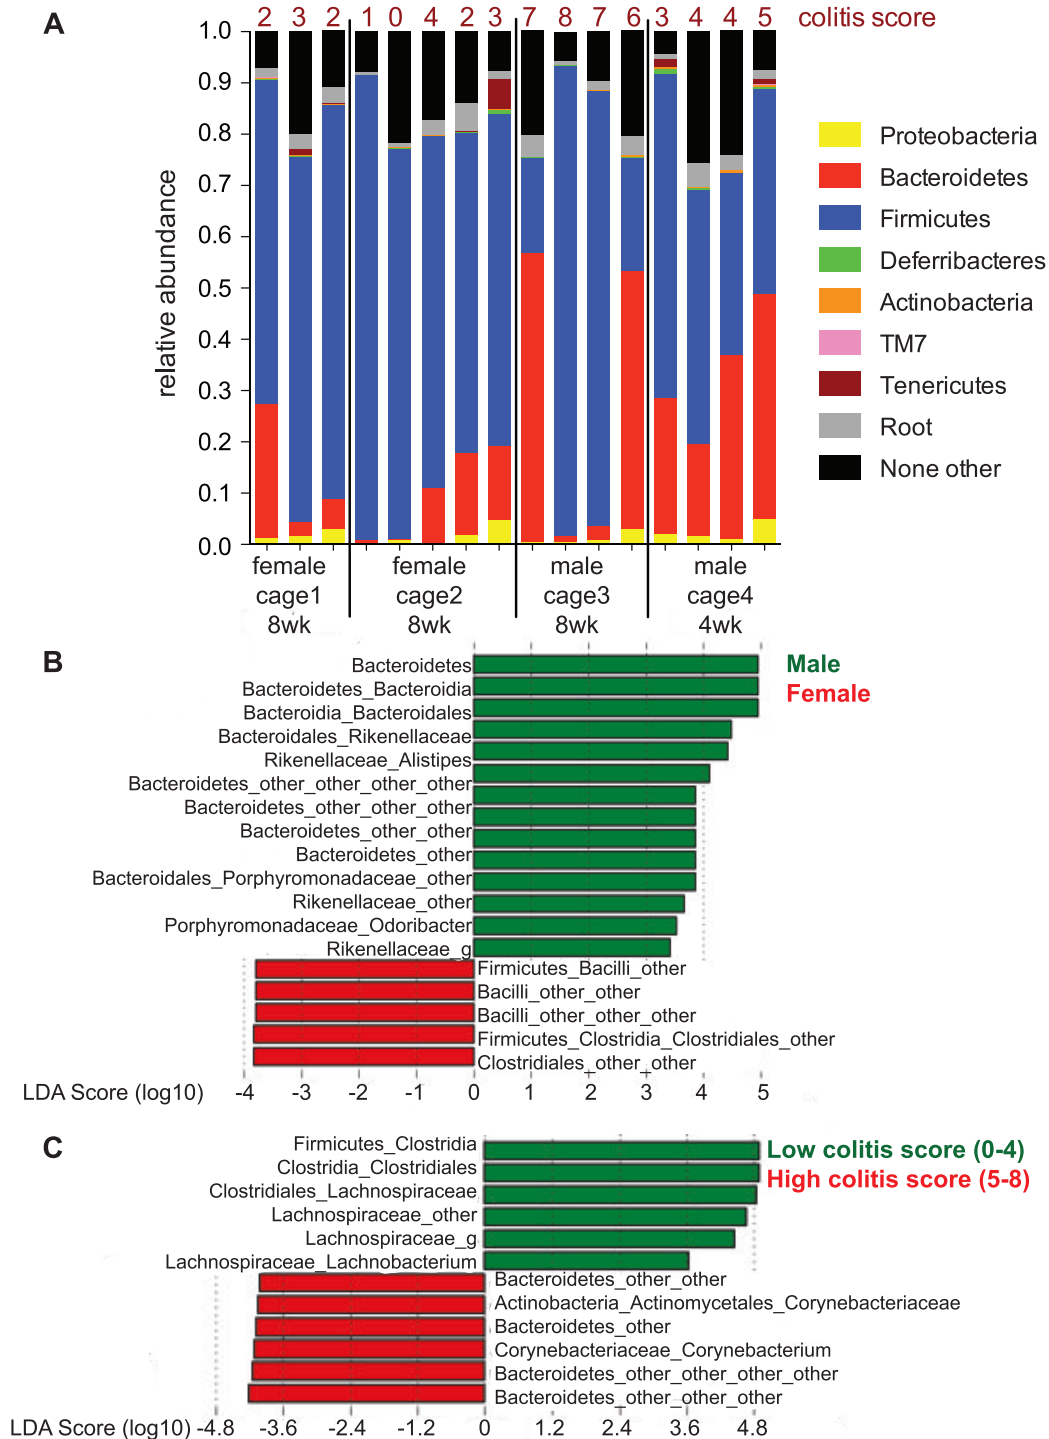 A
2 3 2 1 0 4 2 3 7 8 7 6 3 4 4 5 colitis score
relative abundance
1.0
0.9
0.8
0.7
0.6
0.5
0.4
0.3
0.2
0.1
0.0
Proteobacteria
Bacteroidetes
Firmicutes
Deferribacteres
Actinobacteria
TM7
Tenericutes
Root
None other
female female male male
cage1 cage2 cage3 cage4
8wk 8wk 8wk 4wk
B
Male
Female
Bacteroidetes
Bacteroidetes_Bacteroidia
Bacteroidia_Bacteroidales
Bacteroidales_Rikenellaceae
Rikenellaceae_Alistipes
Bacteroidetes_other_other_other_other
Bacteroidetes_other_other_other
Bacteroidetes_other_other
Bacteroidetes_other
Bacteroidales_Porphyromonadaceae_other
Rikenellaceae_other
Porphyromonadaceae_Odoribacter
Rikenellaceae_g
Firmicutes_Bacilli_other
Bacilli_other_other
Bacilli_other_other_other
Firmicutes_Clostridia_Clostridiales_other
Clostridiales_other_other
LDA Score (log10) -4 -3 -2 -1 0 1 2 3 4 5
C
Low colitis score (0-4)
High colitis score (5-8)
Firmicutes_Clostridia
Clostridia_Clostridiales
Clostridiales_Lachnospiraceae
Lachnospiraceae_other
Lachnospiraceae_g
Lachnospiraceae_Lachnobacterium
Bacteroidetes_other_other
Actinobacteria_Actinomycetales_Corynebacteriaceae
Bacteroidetes_other
Corynebacteriaceae_Corynebacterium
Bacteroidetes_other_other_other_other
Bacteroidetes_other_other_other
LDA Score (log10) -4.8 -3.6 -2.4 -1.2 0 1.2 2.4 3.6 4.8